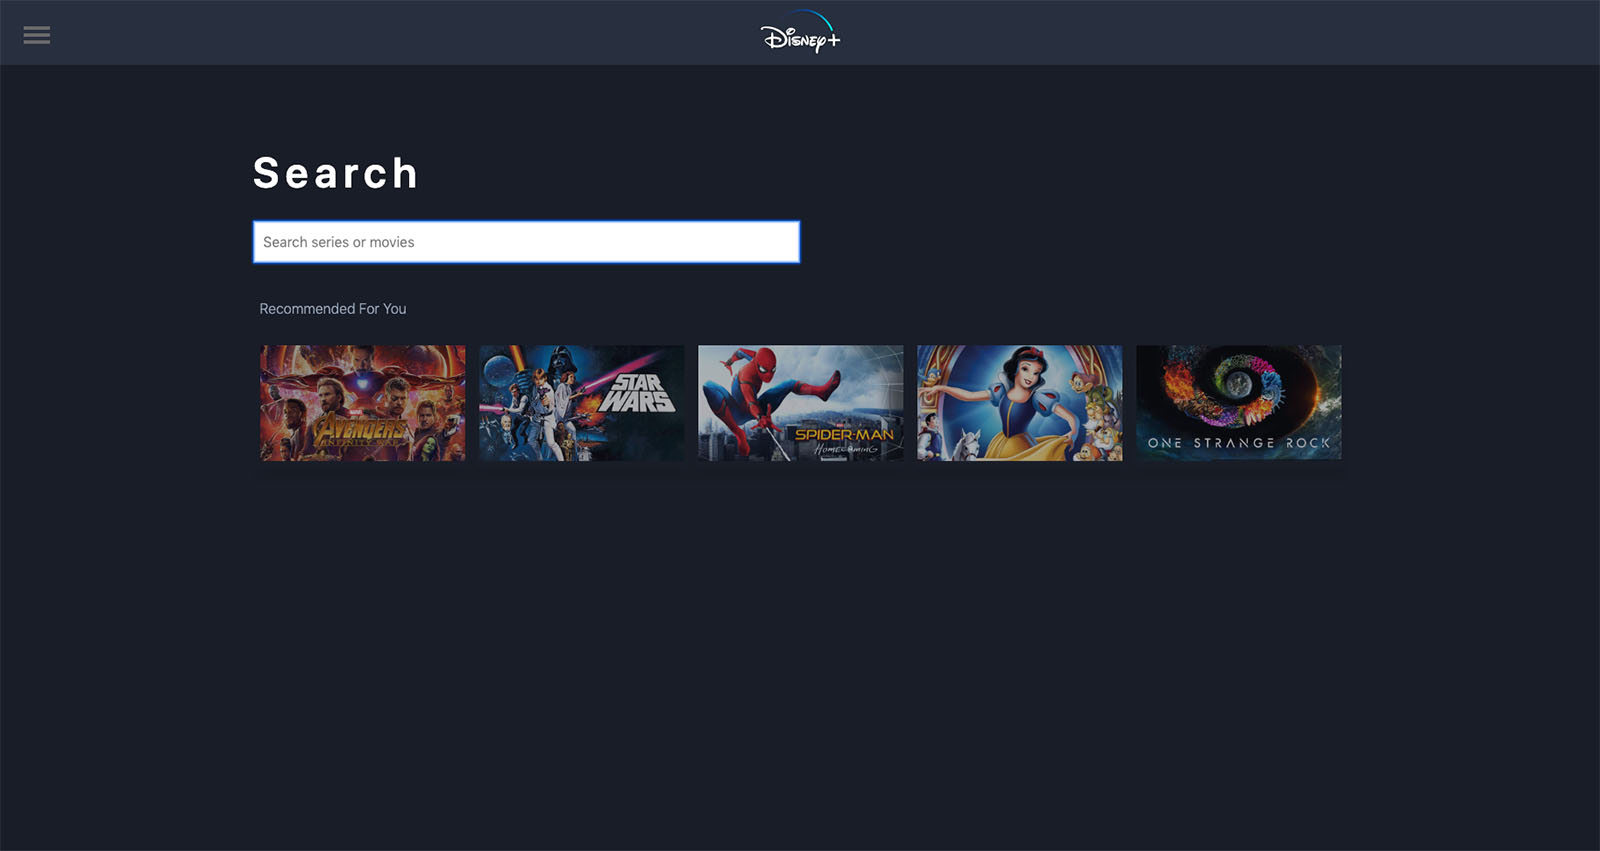 Disney+
Search
Search series or movies
Recommended For You
MARVEL
AVENGERS
INFINITY WAR
STAR
WARS
SPIDER-MAN
HOMECOMING
ONE STRANGE ROCK